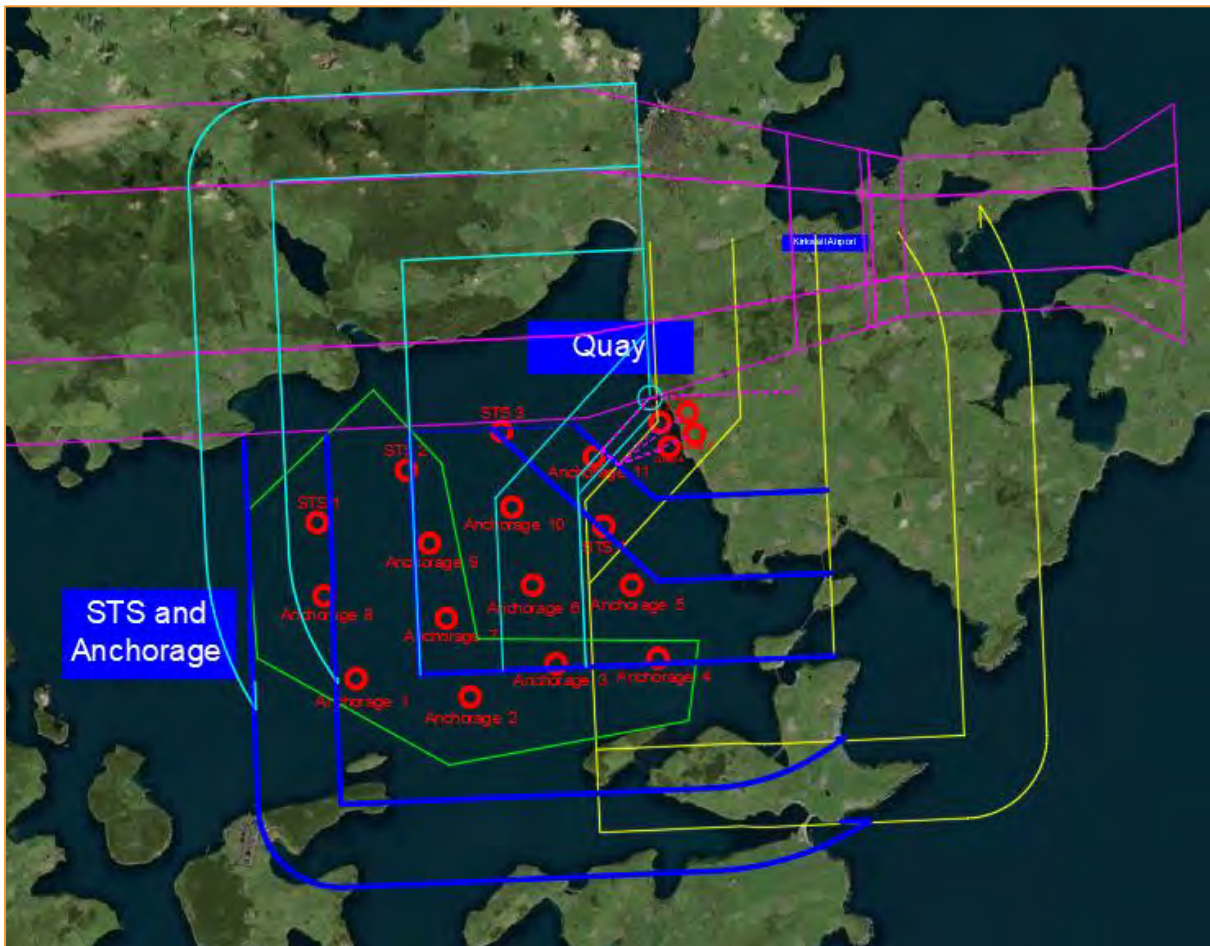 Kirkwall Airport
Quay
STS 3
STS 2
Anchorage 11
STS 1
Anchorage 10
STS
Anchorage 9
Anchorage 8
Anchorage 6
Anchorage 5
Anchorage 7
STS and
Anchorage
Anchorage 3
Anchorage 4
Anchorage 1
Anchorage 2